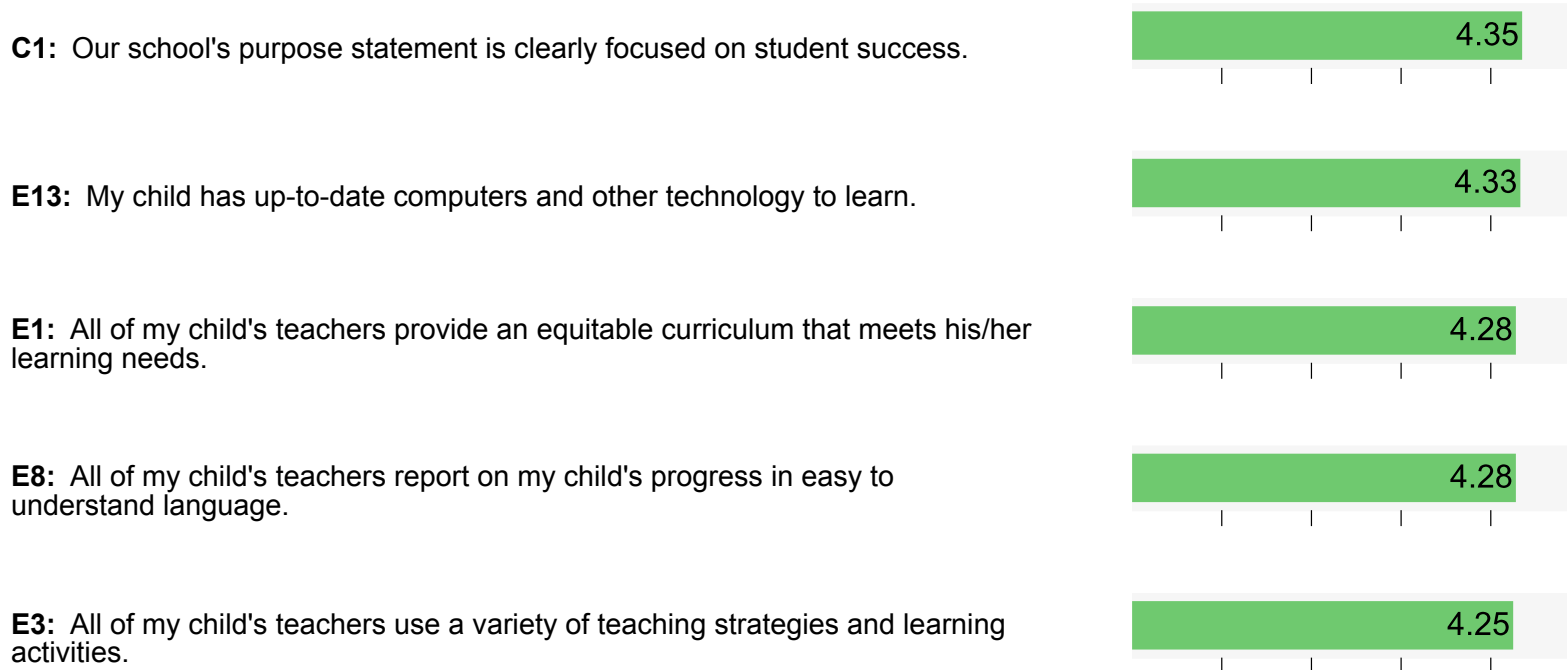 C1: Our school's purpose statement is clearly focused on student success.
4.35
E13: My child has up-to-date computers and other technology to learn.
4.33
E1: All of my child's teachers provide an equitable curriculum that meets his/her
learning needs.
4.28
E8: All of my child's teachers report on my child's progress in easy to
understand language.
4.28
E3: All of my child's teachers use a variety of teaching strategies and learning
activities.
4.25